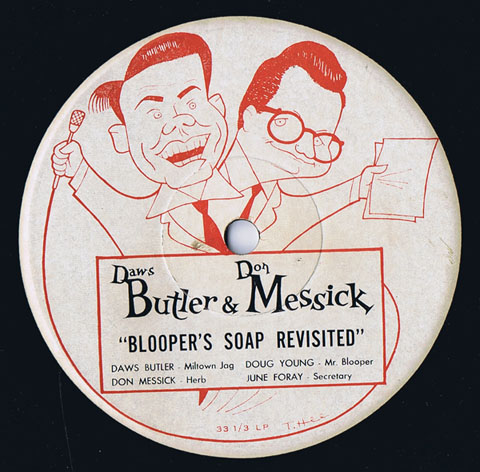 Daws Don
Butler & Messick
"BLOOPER'S SOAP REVISITED"
DAWS BUTLER - Miltown Jag DOUG YOUNG - Mr. Blooper
DON MESSICK - Herb JUNE FORAY - Secretary
33 1/3 LP T. Hee